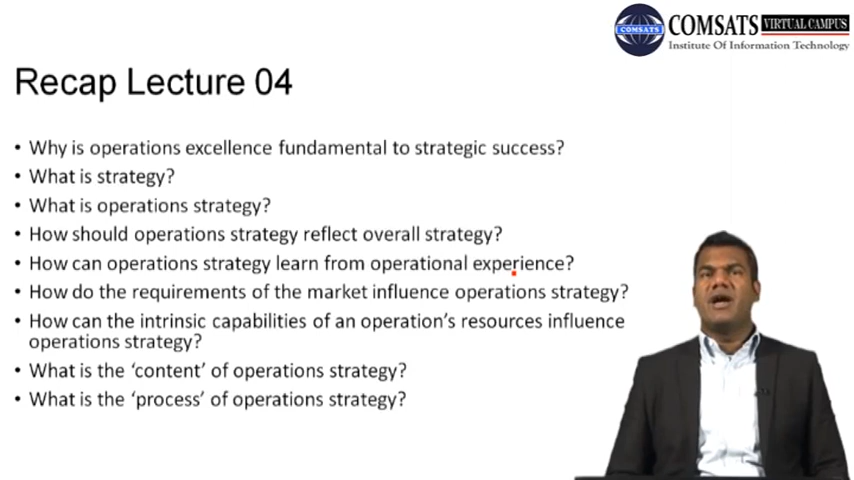 COMSATS VIRTUAL CAMPUS
COMSATS
Institute Of Information Technology
Recap Lecture 04
• Why is operations excellence fundamental to strategic success?
• What is strategy?
• What is operations strategy?
• How should operations strategy reflect overall strategy?
• How can operations strategy learn from operational experience?
• How do the requirements of the market influence operations strategy?
• How can the intrinsic capabilities of an operation's resources influence
operations strategy?
• What is the 'content' of operations strategy?
• What is the 'process' of operations strategy?